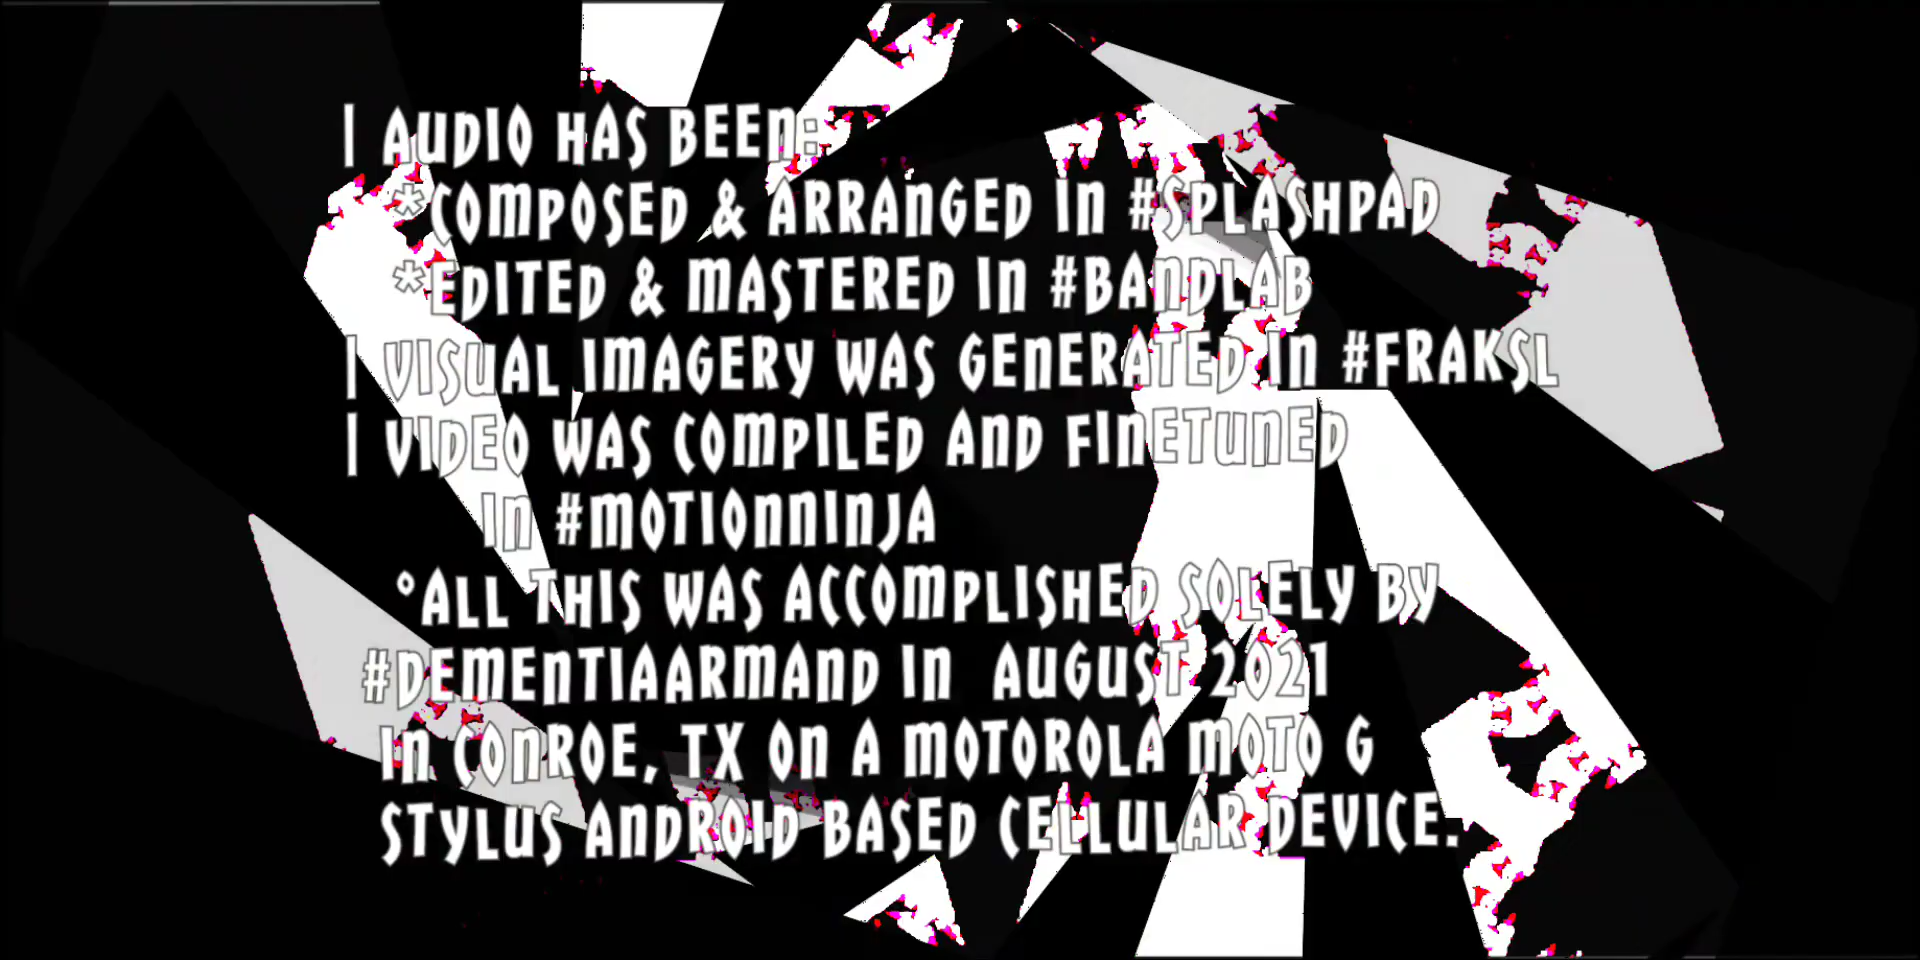 | AUDIO HAS BEEN:
*COMPOSED & ARRANGED IN #SPLASHPAD
*EDITED & MASTERED IN #BANDLAB
| VISUAL IMAGERY WAS GENERATED IN #FRAKSL
| VIDEO WAS COMPILED AND FINETUNED
IN #MOTIONNINJA
°ALL THIS WAS ACCOMPLISHED SOLELY BY
#DEMENTIAARMAND IN AUGUST 2021
IN CONROE, TX ON A MOTOROLA MOTO G
STYLUS ANDROID BASED CELLULAR DEVICE.